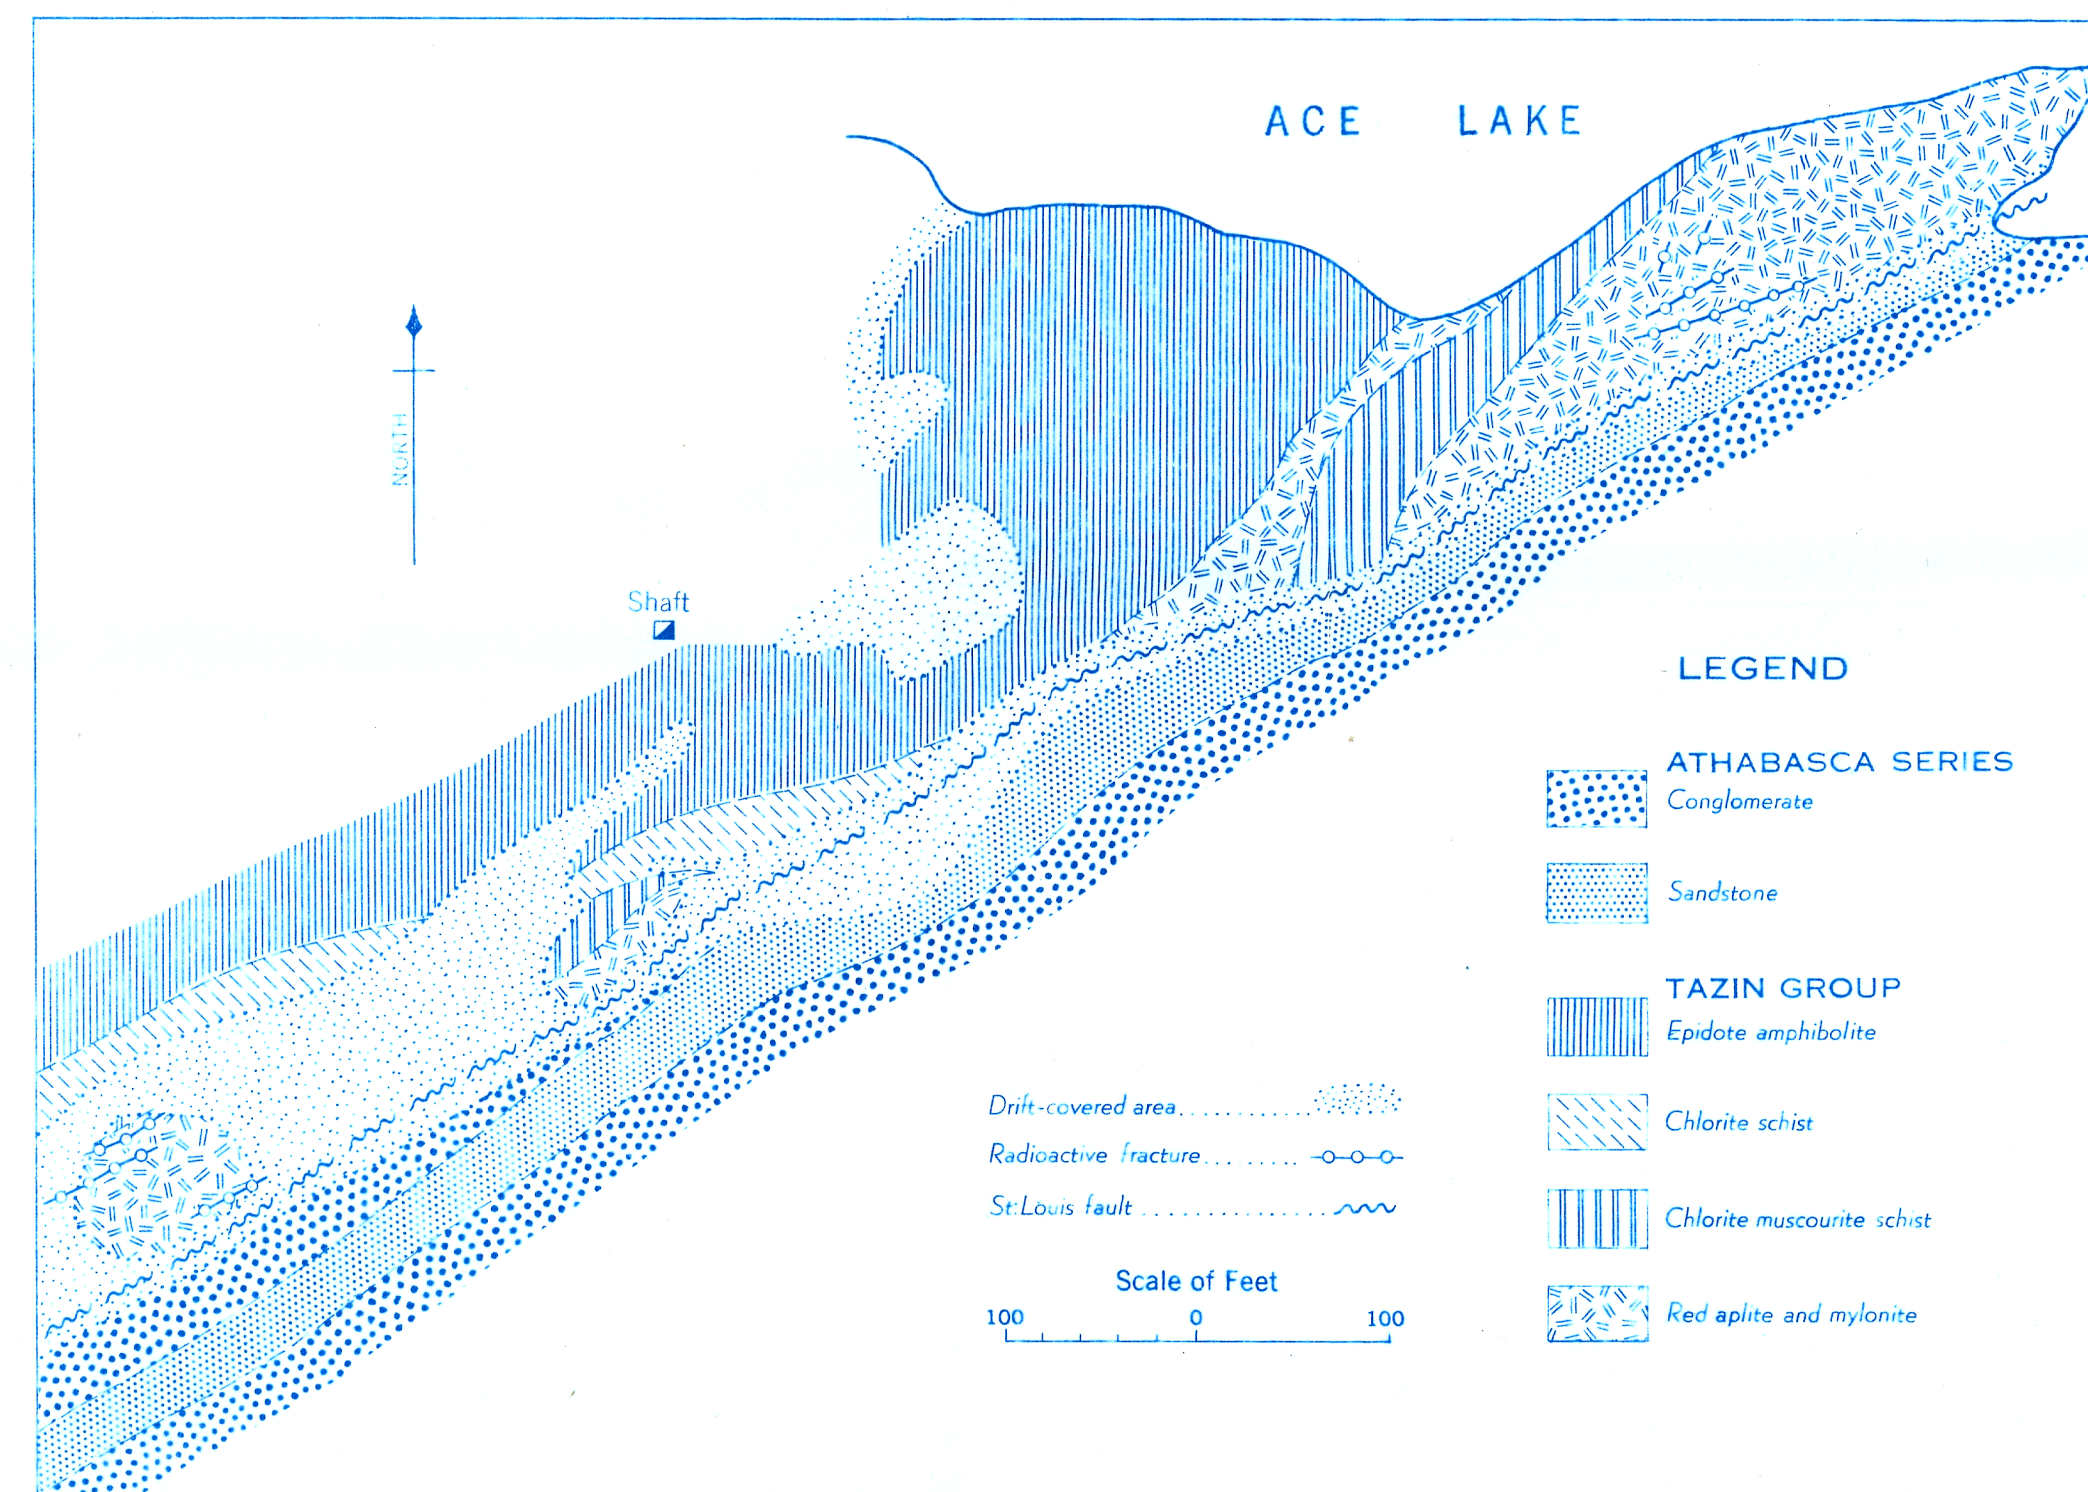 ACE LAKE
NORTH
Shaft
LEGEND
ATHABASCA SERIES
Conglomerate
Sandstone
TAZIN GROUP
Epidote amphibolite
Chlorite schist
Chlorite muscourite schist
Red aplite and mylonite
Drift-covered area
Radioactive fracture
St. Louis fault
Scale of Feet
100 0 100